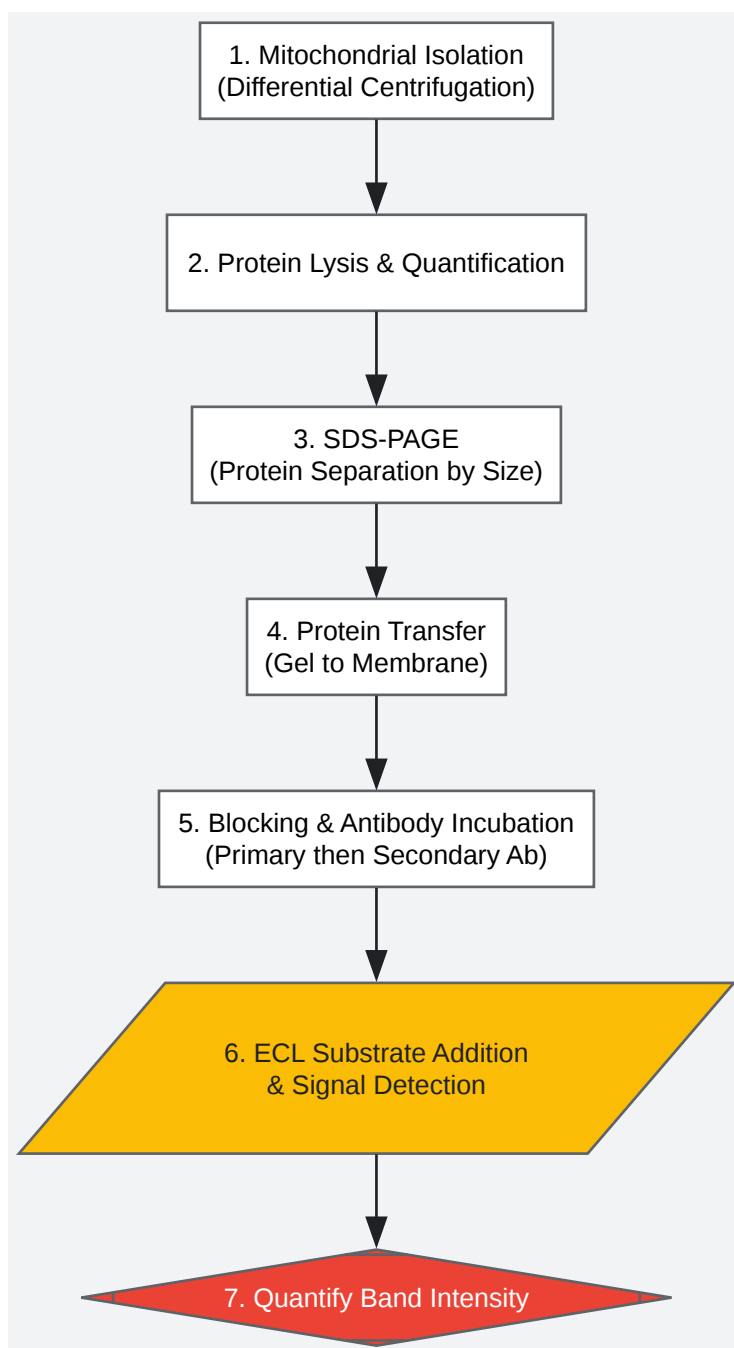 1. Mitochondrial Isolation
(Differential Centrifugation)
2. Protein Lysis & Quantification
3. SDS-PAGE
(Protein Separation by Size)
4. Protein Transfer
(Gel to Membrane)
5. Blocking & Antibody Incubation
(Primary then Secondary Ab)
6. ECL Substrate Addition
& Signal Detection
7. Quantify Band Intensity